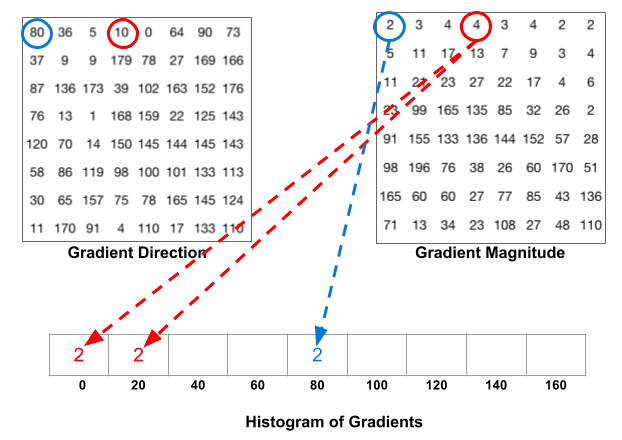 80 36 5 10 0 64 90 73
37 9 9 179 78 27 169 166
87 136 173 39 102 163 152 176
76 13 1 168 159 22 125 143
120 70 14 150 145 144 145 143
58 86 119 98 100 101 133 113
30 65 157 75 78 165 145 124
11 170 91 4 110 17 133 110
Gradient Direction
2 3 4 4 3 4 2 2
5 11 17 13 7 9 3 4
11 21 23 27 22 17 4 6
23 99 165 135 85 32 26 2
91 155 133 136 144 152 57 28
98 196 76 38 26 60 170 51
165 60 60 27 77 85 43 136
71 13 34 23 108 27 48 110
Gradient Magnitude
2 2 2
0 20 40 60 80 100 120 140 160
Histogram of Gradients